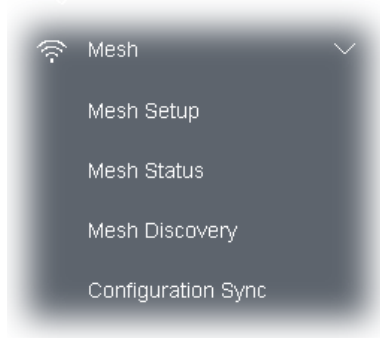 Mesh
Mesh Setup
Mesh Status
Mesh Discovery
Configuration Sync